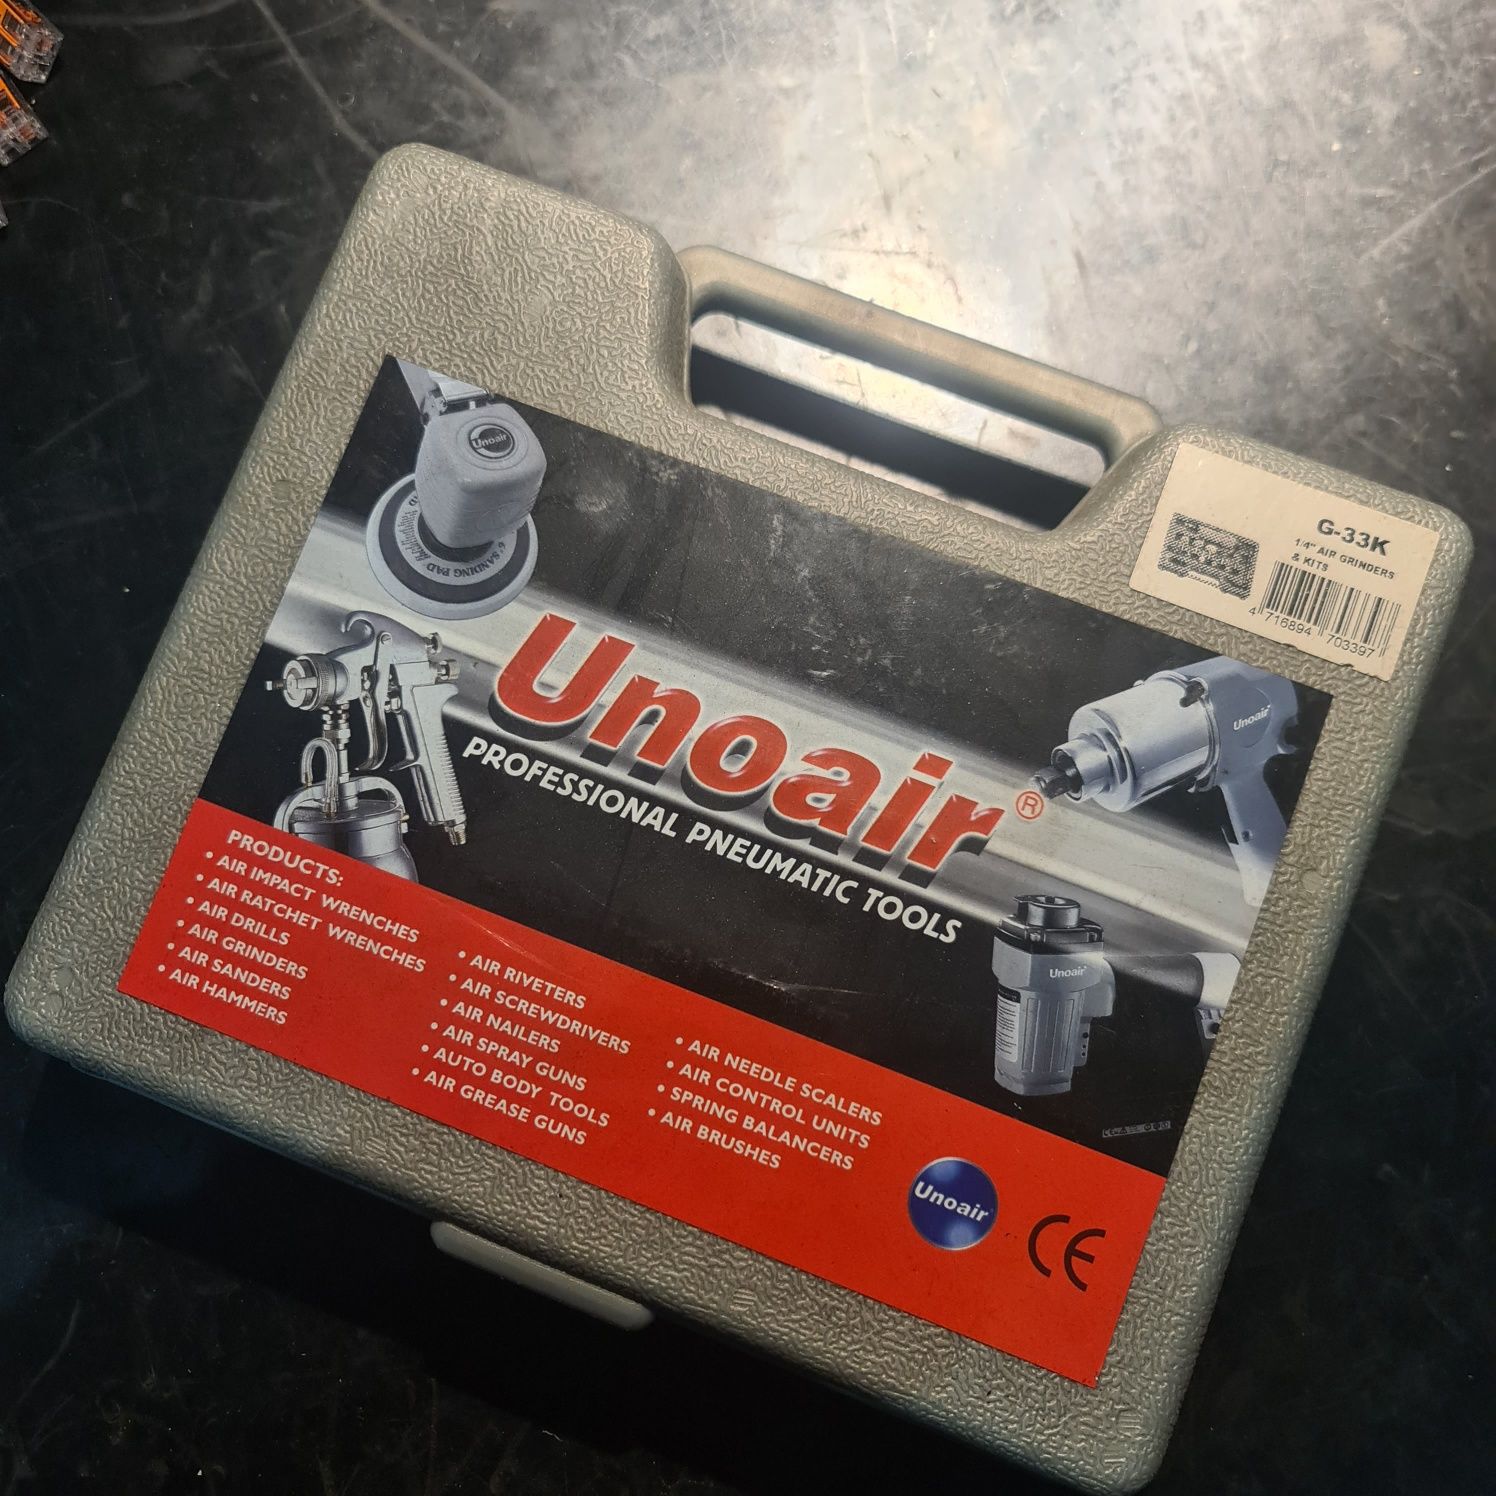 G-33K
1/4" AIR GRINDERS
& KITS
4 716894 703397
Unoair
6" SANDING PAD
Unoair®
PROFESSIONAL PNEUMATIC TOOLS
Unoair
Unoair
PRODUCTS:
• AIR IMPACT WRENCHES
• AIR RATCHET WRENCHES
• AIR DRILLS
• AIR GRINDERS
• AIR SANDERS
• AIR HAMMERS
• AIR RIVETERS
• AIR SCREWDRIVERS
• AIR NAILERS
• AIR SPRAY GUNS
• AUTO BODY TOOLS
• AIR GREASE GUNS
• AIR NEEDLE SCALERS
• AIR CONTROL UNITS
• SPRING BALANCERS
• AIR BRUSHES
Unoair
CE